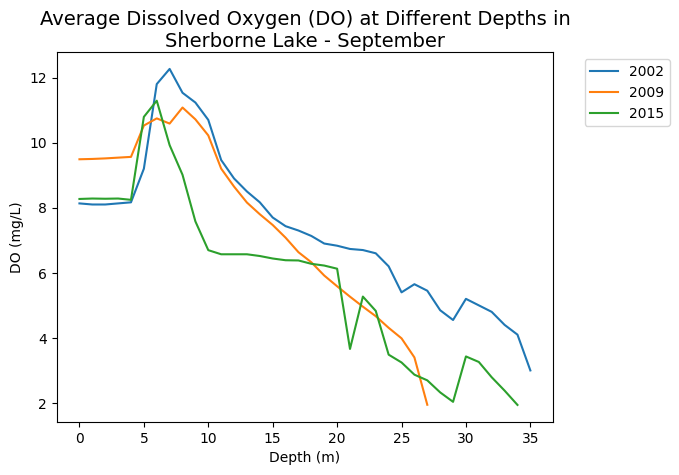 Average Dissolved Oxygen (DO) at Different Depths in
Sherborne Lake - September
2002
2009
2015
DO (mg/L)
12
10
8
6
4
2
0 5 10 15 20 25 30 35
Depth (m)